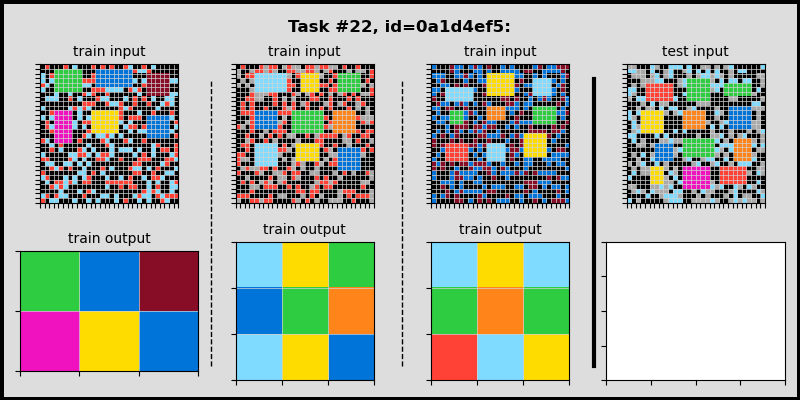 Task #22, id=0a1d4ef5:
train input
train input
train input
test input
train output
train output
train output